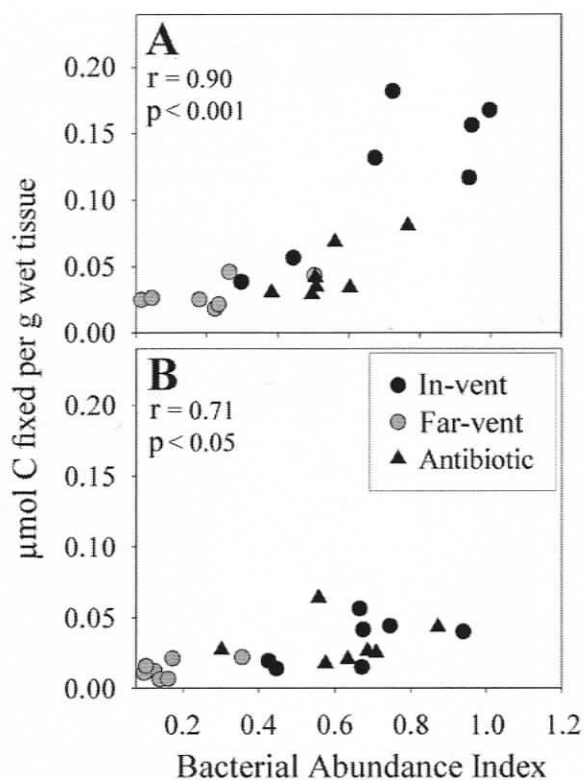 A
r = 0.90
p < 0.001
0.20
0.15
0.10
0.05
0.00
μmol C fixed per g wet tissue
B
r = 0.71
p < 0.05
In-vent
Far-vent
Antibiotic
0.20
0.15
0.10
0.05
0.00
0.2 0.4 0.6 0.8 1.0 1.2
Bacterial Abundance Index